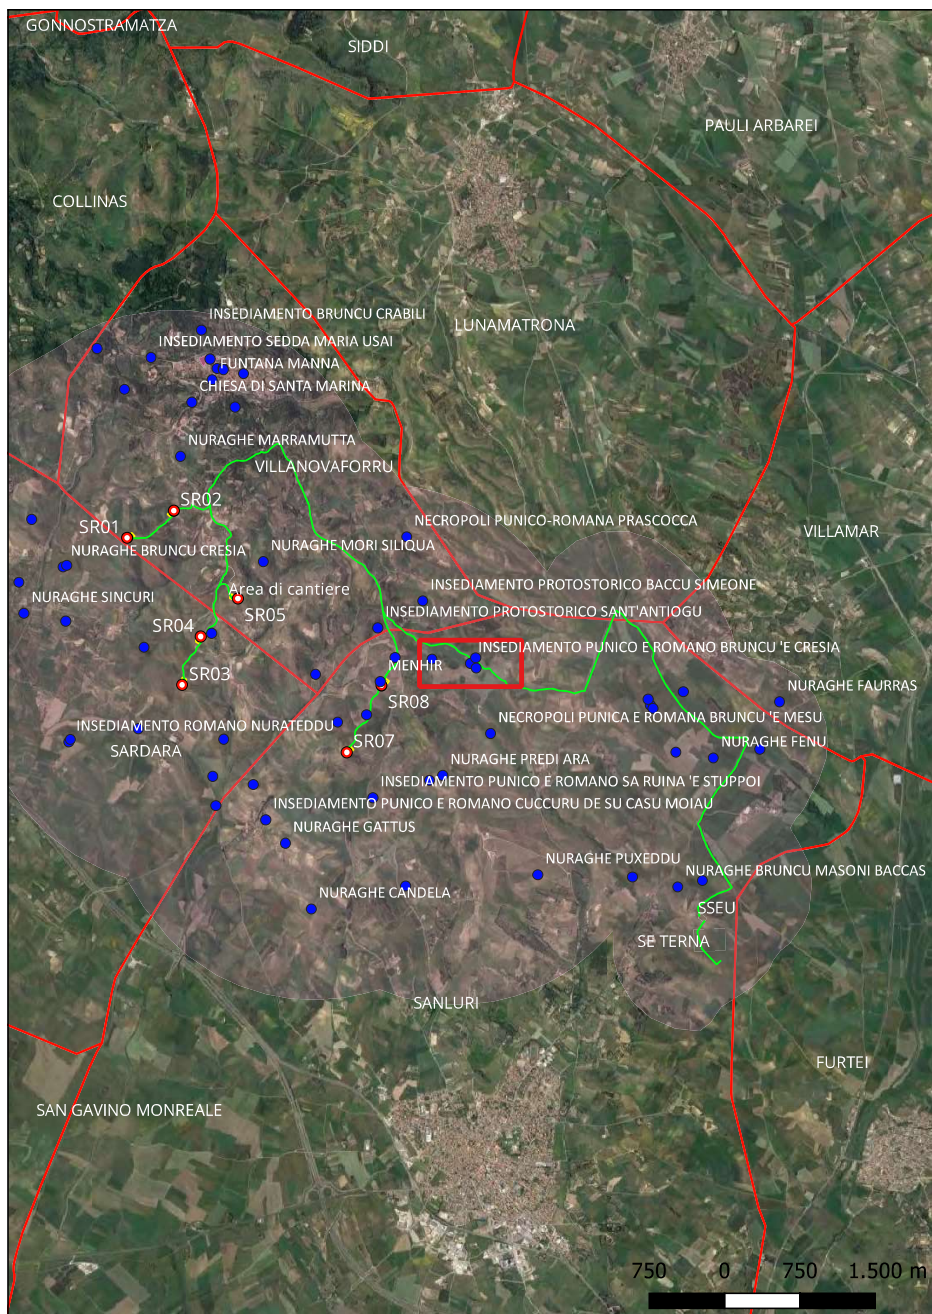 GONNOSTRAMATZA
SIDDI
PAULI ARBAREI
COLLINAS
INSEDIAMENTO BRUNCU CRABILI
LUNAMATRONA
INSEDIAMENTO SEDDA MARIA USAI
FUNTANA MANNA
CHIESA DI SANTA MARINA
NURAGHE MARRAMUTTA
VILLANOVAFORRU
SR02
SR01
NECROPOLI PUNICO-ROMANA PRASCOCCA
VILLAMAR
NURAGHE MORI SILIQUA
NURAGHE BRUNCU CRESIA
INSEDIAMENTO PROTOSTORICO BACCU SIMEONE
Area di cantiere
NURAGHE SINCURI
SR05
INSEDIAMENTO PROTOSTORICO SANT'ANTIOGU
SR04
INSEDIAMENTO PUNICO E ROMANO BRUNCU 'E CRESIA
MENHIR
SR03
NURAGHE FAURRAS
SR08
NECROPOLI PUNICA E ROMANA BRUNCU 'E MESU
INSEDIAMENTO ROMANO NURATEDDU
SR07
NURAGHE FENU
SARDARA
NURAGHE PREDI ARA
INSEDIAMENTO PUNICO E ROMANO SA RUINA 'E STUPPOI
INSEDIAMENTO PUNICO E ROMANO CUCCURU DE SU CASU MOIAU
NURAGHE GATTUS
NURAGHE PUXEDDU
NURAGHE BRUNCU MASONI BACCAS
NURAGHE CANDELA
SSEU
SE TERNA
SANLURI
FURTEI
SAN GAVINO MONREALE
750 0 750 1.500 m